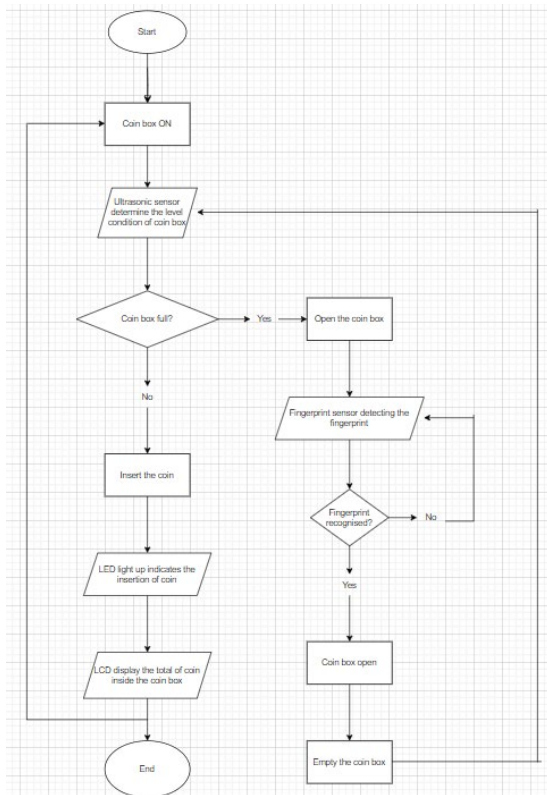 Start
Coin box ON
Ultrasonic sensor
determine the level
condition of coin box
Coin box full?
Yes
Open the coin box
No
Fingerprint sensor detecting the
fingerprint
Insert the coin
Fingerprint
recognised?
No
LED light up indicates the
insertion of coin
Yes
LCD display the total of coin
inside the coin box
Coin box open
End
Empty the coin box